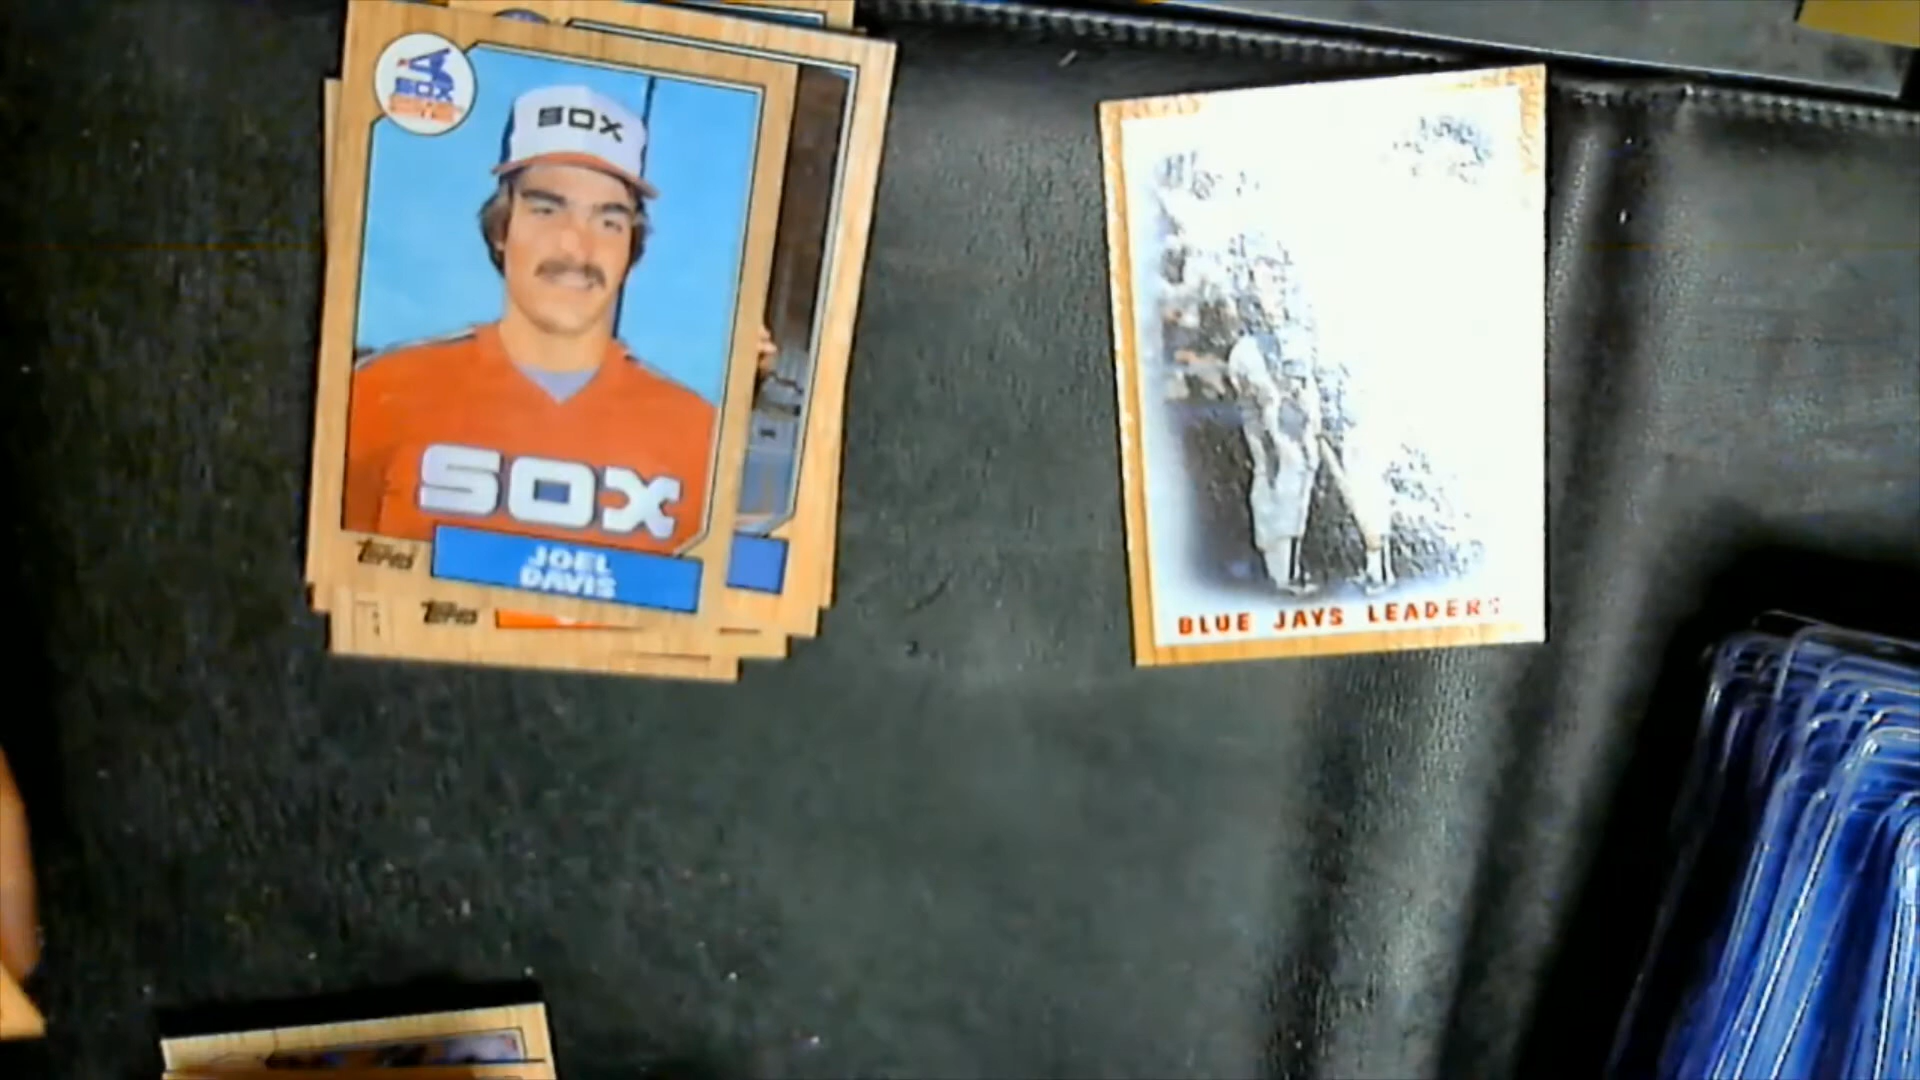 SOX
SOX
SOX
Topps
JOEL
DAVIS
Topps
BLUE JAYS LEADERS